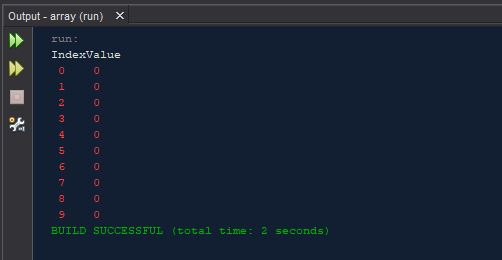 Output - array (run) ×
run:
IndexValue
0 0
1 0
2 0
3 0
4 0
5 0
6 0
7 0
8 0
9 0
BUILD SUCCESSFUL (total time: 2 seconds)